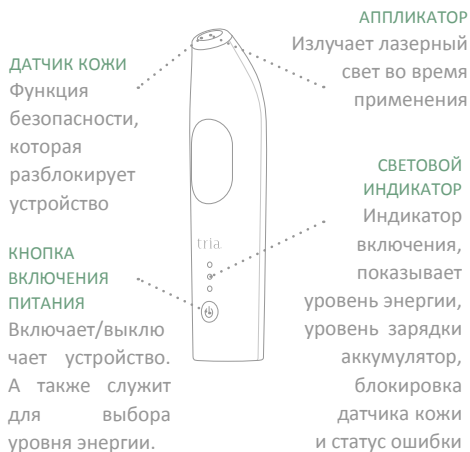 АППЛИКАТОР
Излучает лазерный
свет во время
применения
ДАТЧИК КОЖИ
Функция
безопасности,
которая
разблокирует
устройство
СВЕТОВОЙ
ИНДИКАТОР
Индикатор
включения,
показывает
уровень энергии,
уровень зарядки
аккумулятор,
блокировка
датчика кожи
и статус ошибки
tria
КНОПКА
ВКЛЮЧЕНИЯ
ПИТАНИЯ
Включает/выклю
чает устройство.
А также служит
для выбора
уровня энергии.